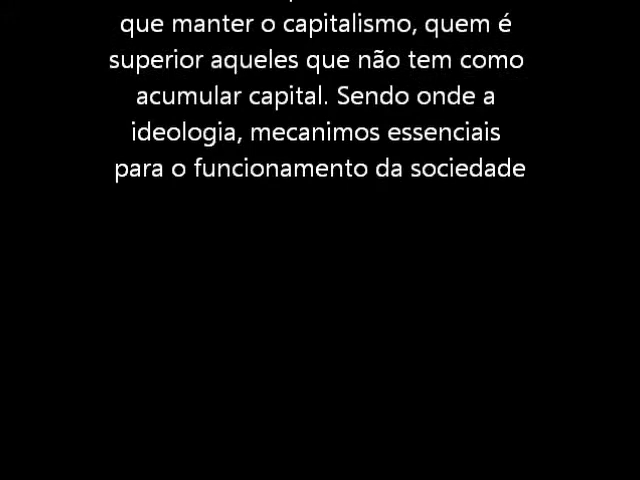 que manter o capitalismo, quem é
superior aqueles que não tem como
acumular capital. Sendo onde a
ideologia, mecanimos essenciais
para o funcionamento da sociedade